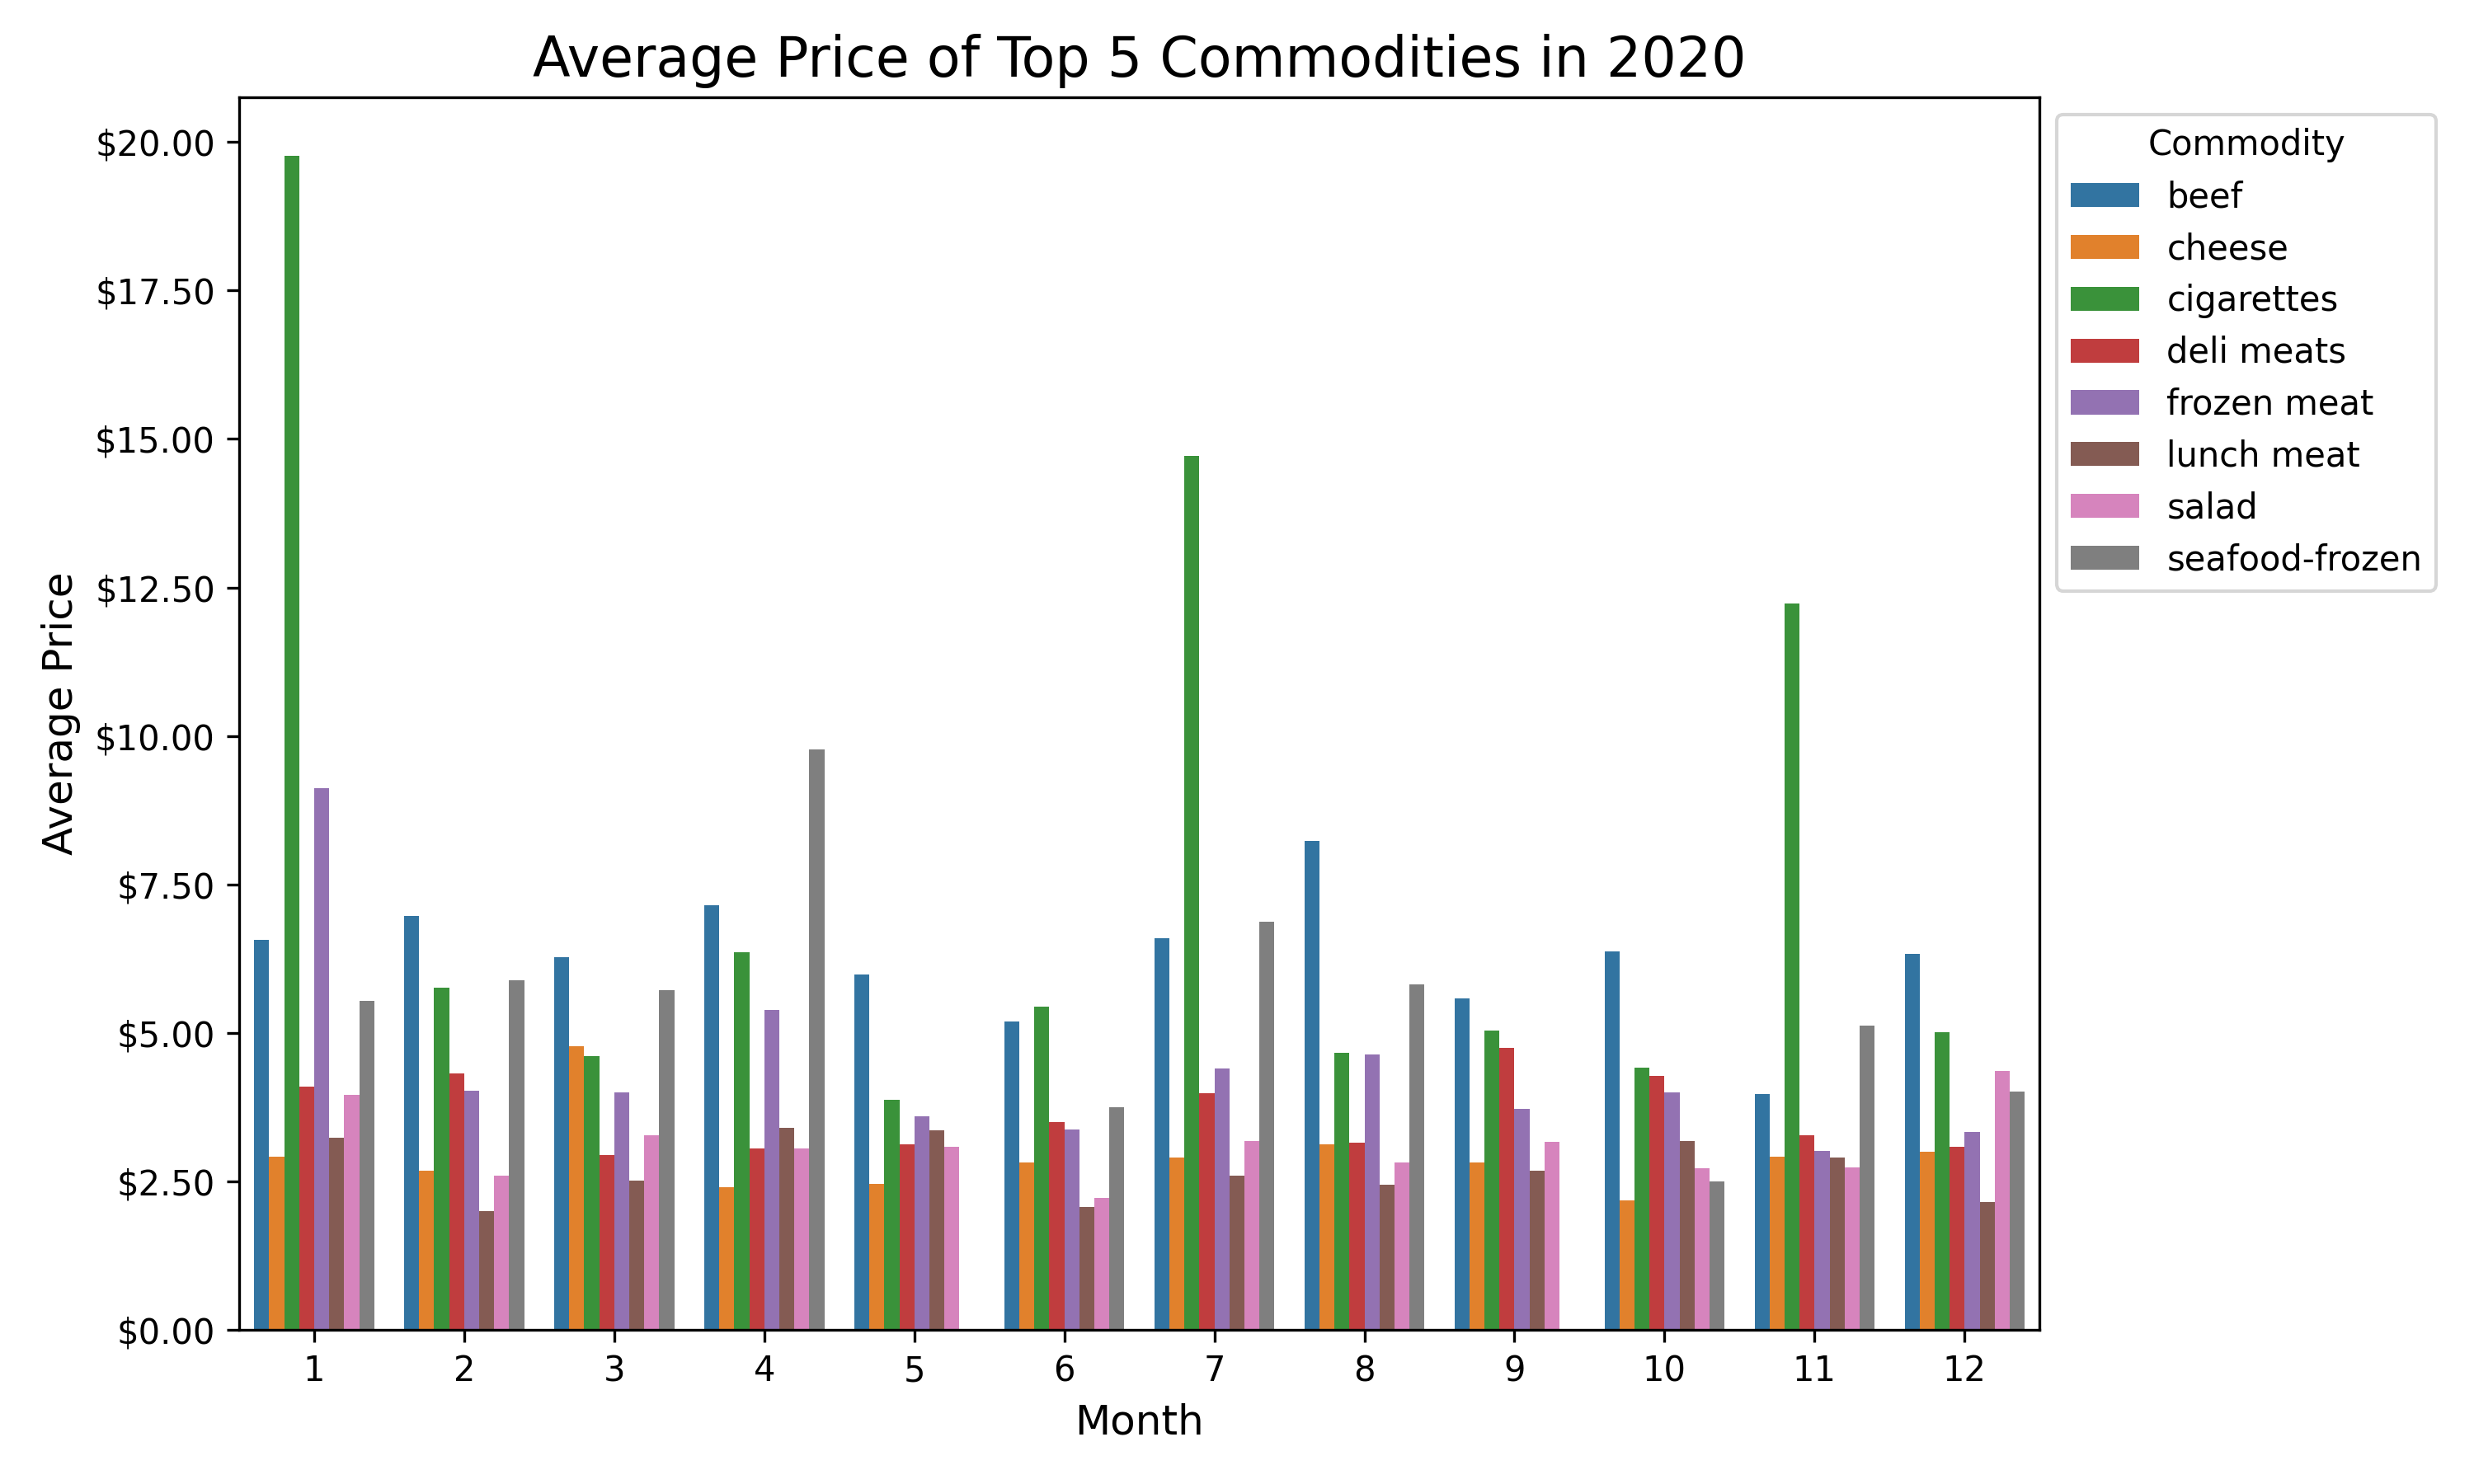 Average Price of Top 5 Commodities in 2020
$20.00
$17.50
$15.00
$12.50
$10.00
$7.50
$5.00
$2.50
$0.00
Average Price
1 2 3 4 5 6 7 8 9 10 11 12
Month
Commodity
beef
cheese
cigarettes
deli meats
frozen meat
lunch meat
salad
seafood-frozen